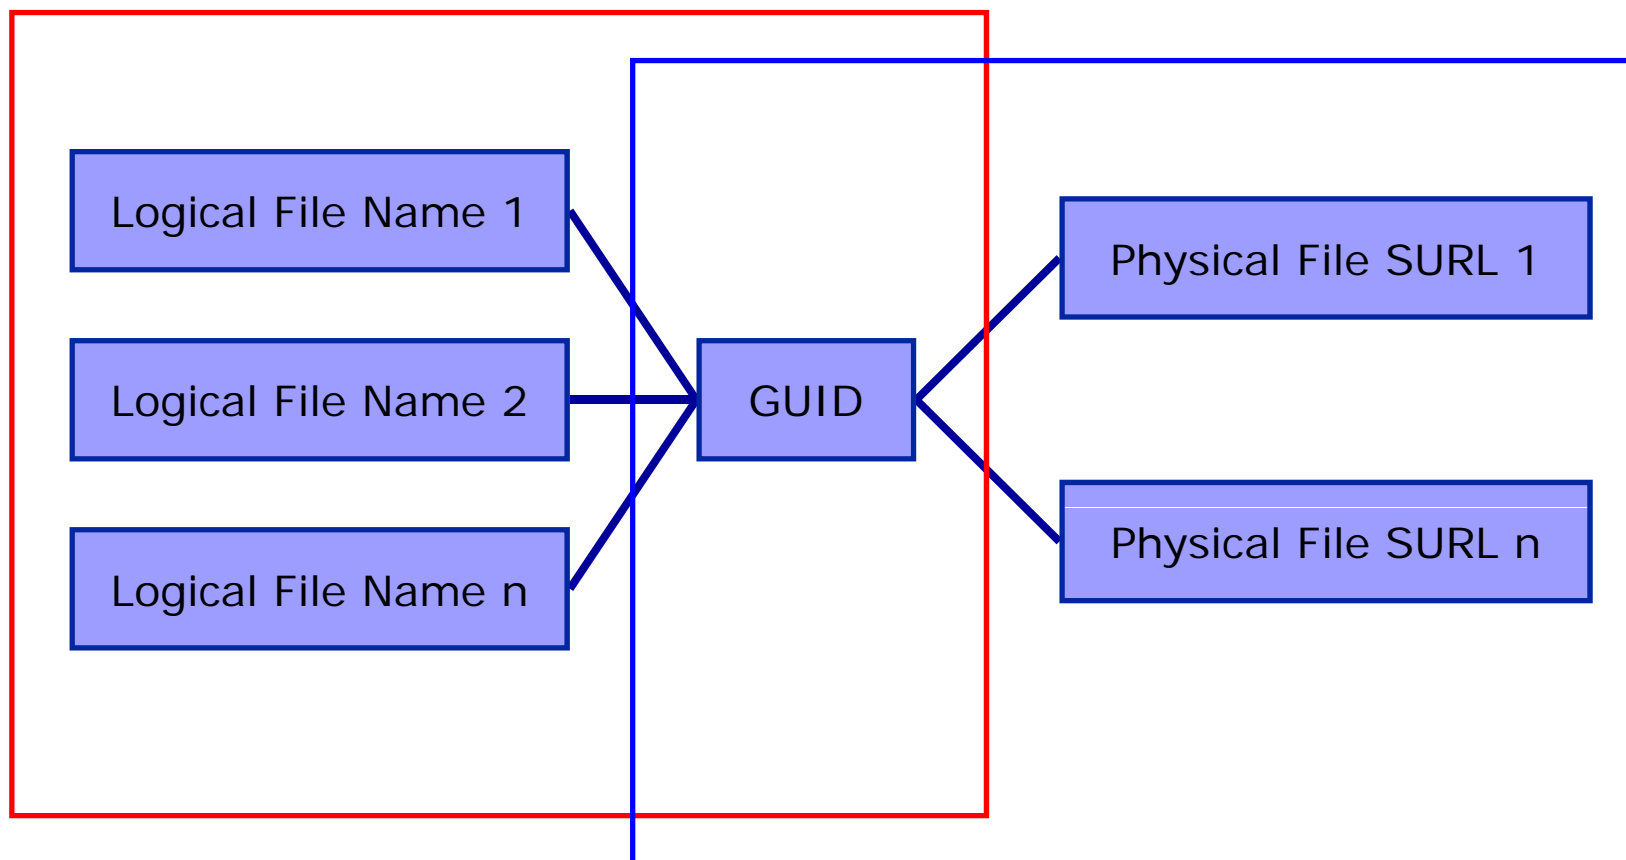 Logical File Name 1
Logical File Name 2
Logical File Name n
GUID
Physical File SURL 1
Physical File SURL n